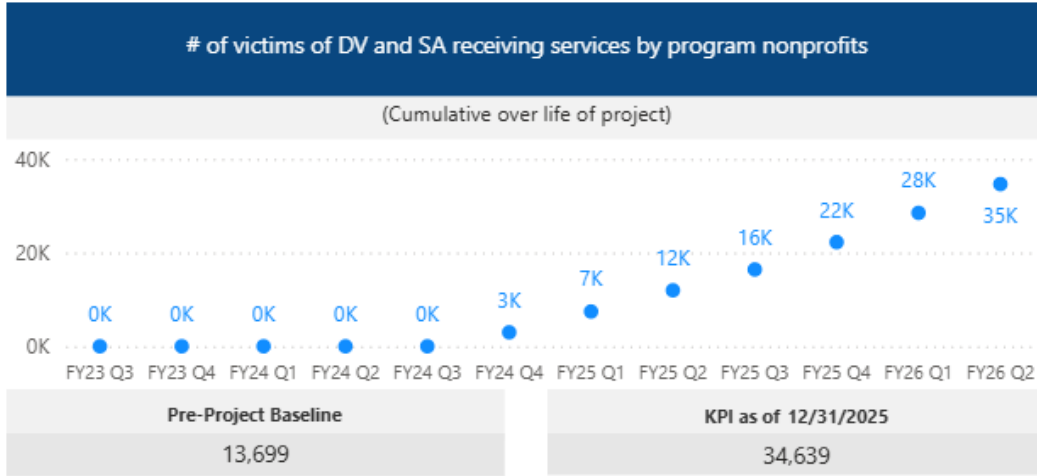 # of victims of DV and SA receiving services by program nonprofits
(Cumulative over life of project)
40K
28K
35K
22K
20K
16K
12K
7K
3K
0K 0K 0K 0K 0K
0K
FY23 Q3 FY23 Q4 FY24 Q1 FY24 Q2 FY24 Q3 FY24 Q4 FY25 Q1 FY25 Q2 FY25 Q3 FY25 Q4 FY26 Q1 FY26 Q2
Pre-Project Baseline
13,699
KPI as of 12/31/2025
34,639